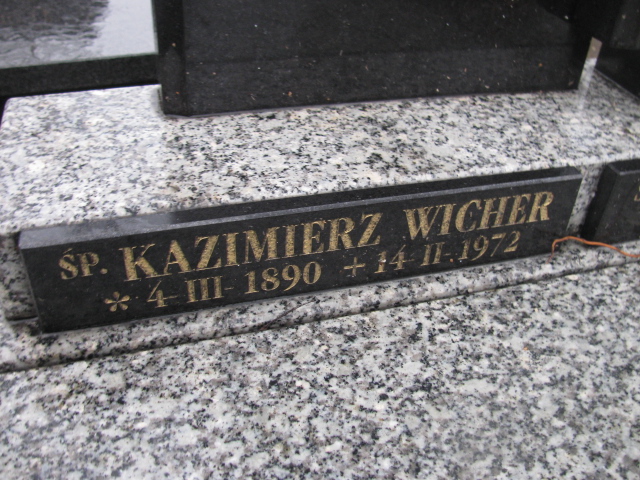 ŚP. KAZIMIERZ WICHER
* 4-III-1890 + 14-II-1972